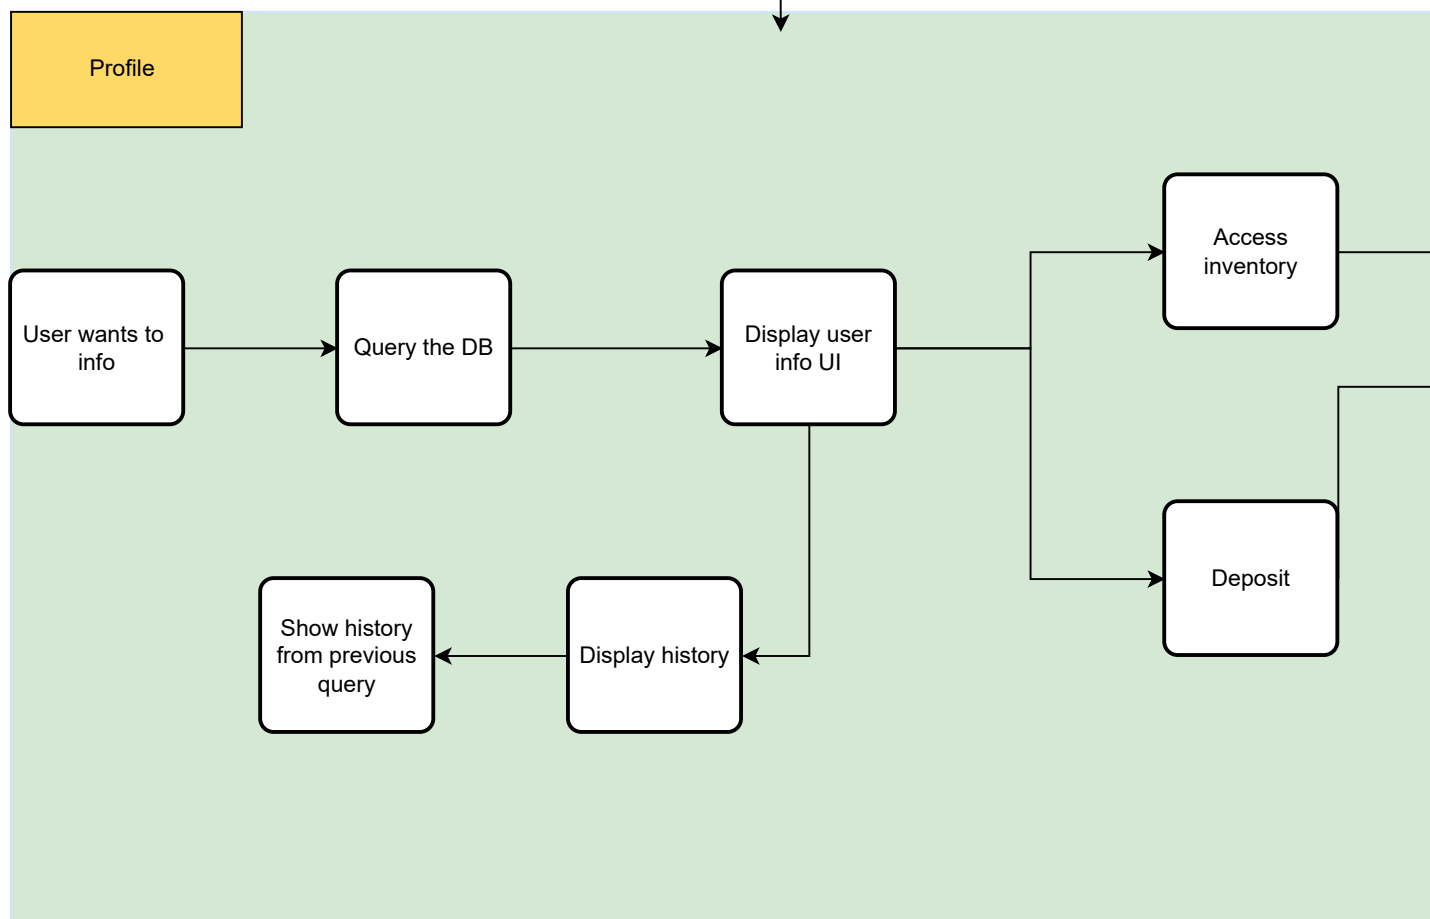 Profile
Access
inventory
User wants to
info
Query the DB
Display user
info UI
Deposit
Show history
from previous
query
Display history